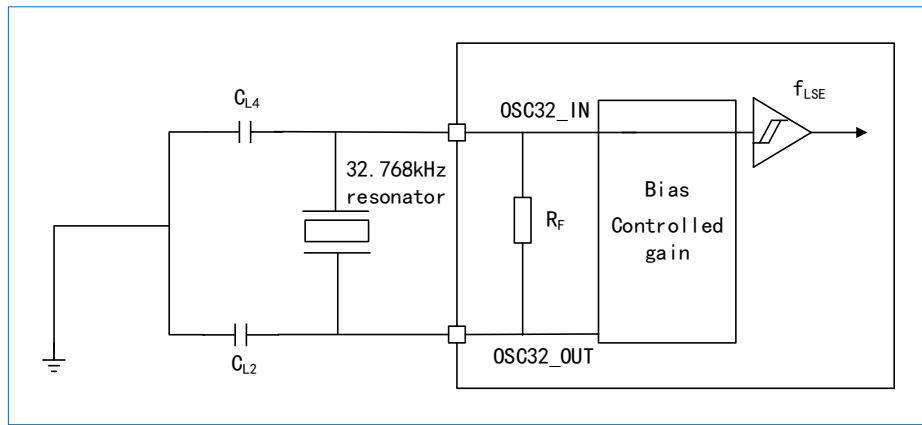 f_LSE
C_L4
OSC32_IN
32.768kHz
resonator
Bias
Controlled
gain
R_F
OSC32_OUT
C_L2